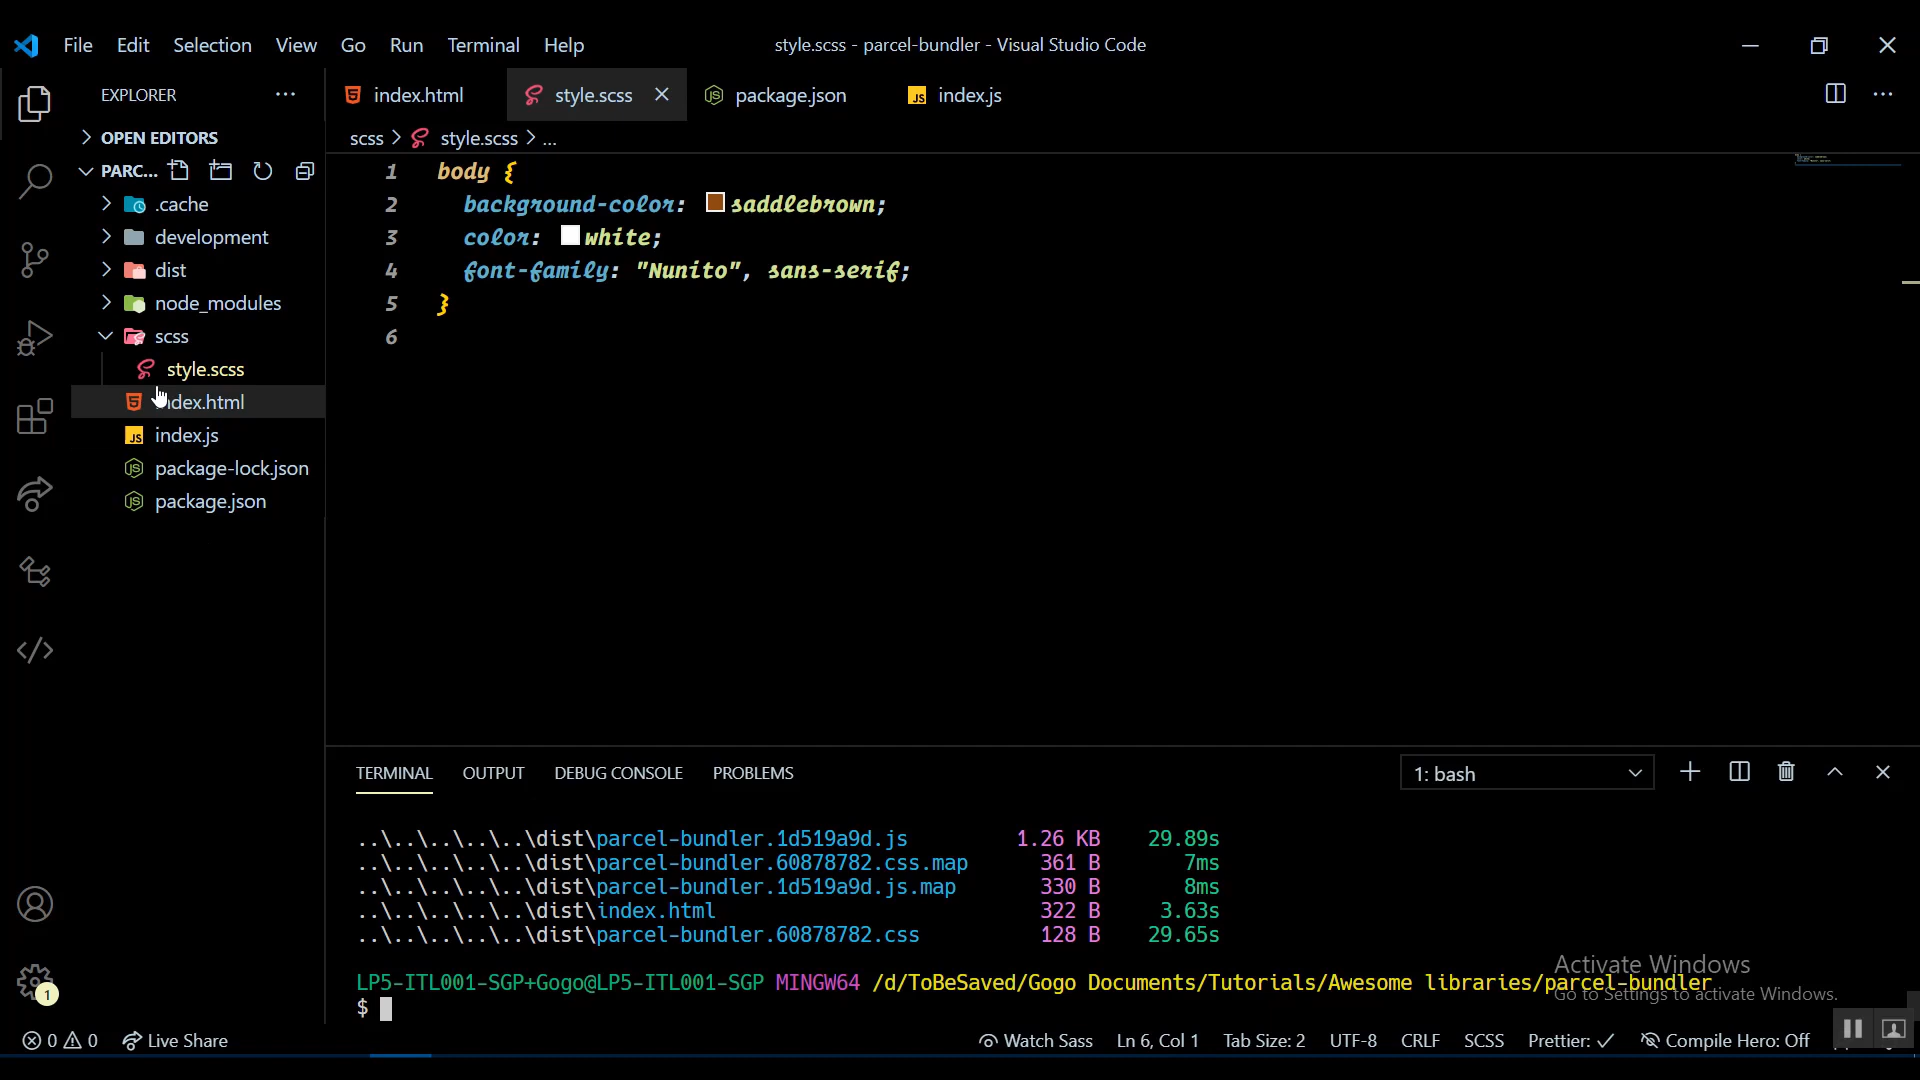 File Edit Selection View Go Run Terminal Help style.scss - parcel-bundler - Visual Studio Code
EXPLORER ...
index.html style.scss package.json JS index.js ...
OPEN EDITORS
scss > style.scss > ...
PARC...
.cache
development
dist
node_modules
scss
style.scss
ndex.html
JS index.js
package-lock.json
package.json
1 body {
2 background-color: saddlebrown;
3 color: white;
4 font-family: "Nunito", sans-serif;
5 }
6
TERMINAL OUTPUT DEBUG CONSOLE PROBLEMS 1: bash
..\..\..\..\..\dist\parcel-bundler.1d519a9d.js 1.26 KB 29.89s
..\..\..\..\..\dist\parcel-bundler.60878782.css.map 361 B 7ms
..\..\..\..\..\dist\parcel-bundler.1d519a9d.js.map 330 B 8ms
..\..\..\..\..\dist\index.html 322 B 3.63s
..\..\..\..\..\dist\parcel-bundler.60878782.css 128 B 29.65s
Activate Windows
LP5-ITL001-SGP+Gogo@LP5-ITL001-SGP MINGW64 /d/ToBeSaved/Gogo Documents/Tutorials/Awesome libraries/parcel-bundler
Go to Settings to activate Windows.
$
1
0 0 Live Share Watch Sass Ln 6, Col 1 Tab Size: 2 UTF-8 CRLF SCSS Prettier: ✓ Compile Hero: Off